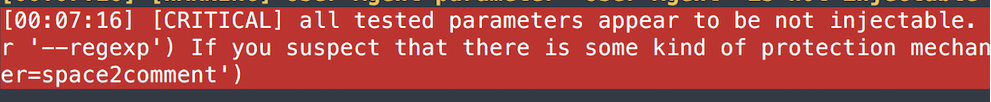 [00:07:16] [CRITICAL] all tested parameters appear to be not injectable.
r '--regexp') If you suspect that there is some kind of protection mechan
er=space2comment')